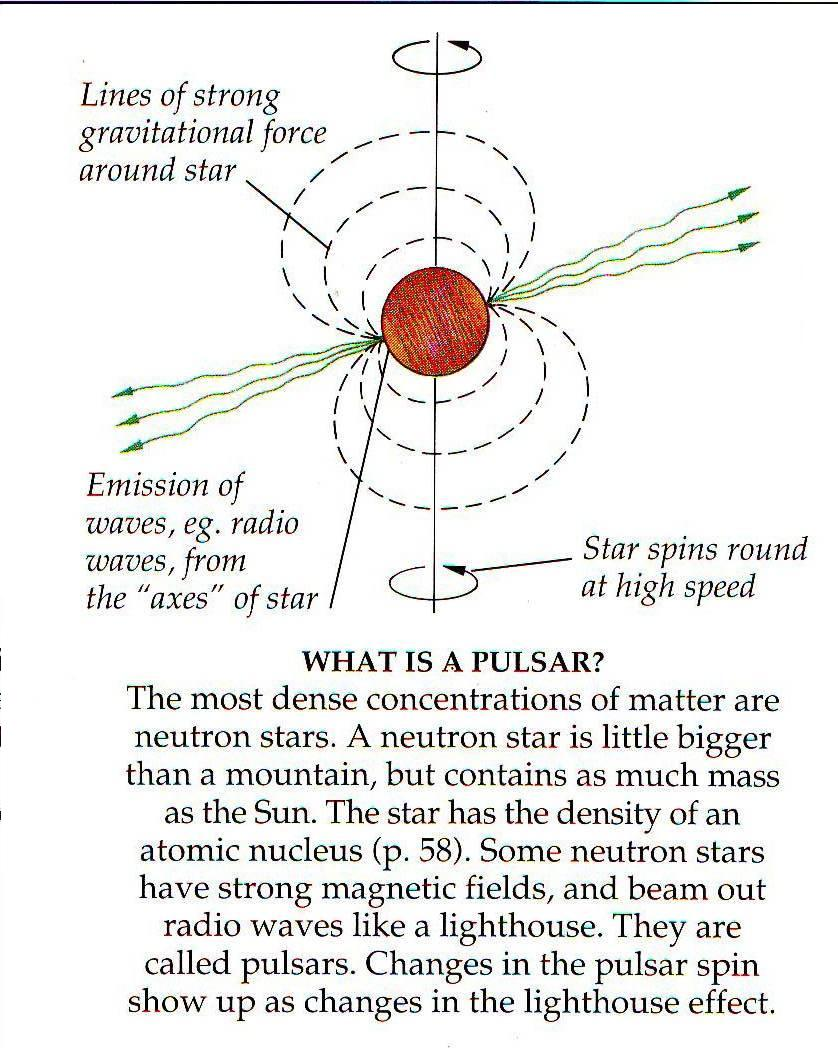 Lines of strong
gravitational force
around star
Emission of
waves, eg. radio
waves, from
the “axes” of star
Star spins round
at high speed
WHAT IS A PULSAR?
The most dense concentrations of matter are
neutron stars. A neutron star is little bigger
than a mountain, but contains as much mass
as the Sun. The star has the density of an
atomic nucleus (p. 58). Some neutron stars
have strong magnetic fields, and beam out
radio waves like a lighthouse. They are
called pulsars. Changes in the pulsar spin
show up as changes in the lighthouse effect.